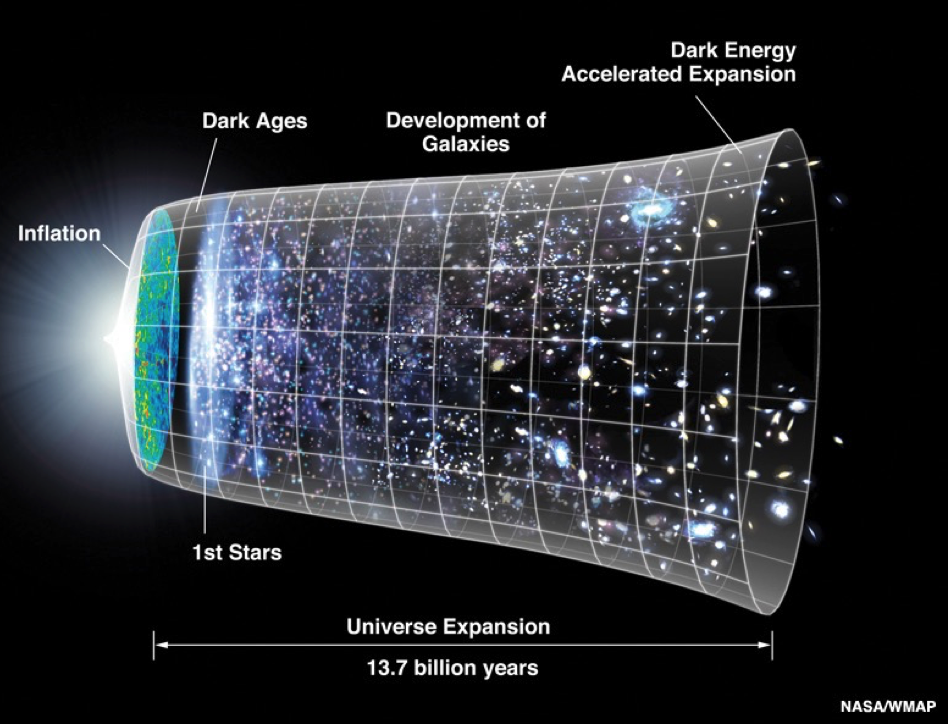 Dark Energy
Accelerated Expansion
Dark Ages
Development of
Galaxies
Inflation
1st Stars
Universe Expansion
13.7 billion years
NASA/WMAP